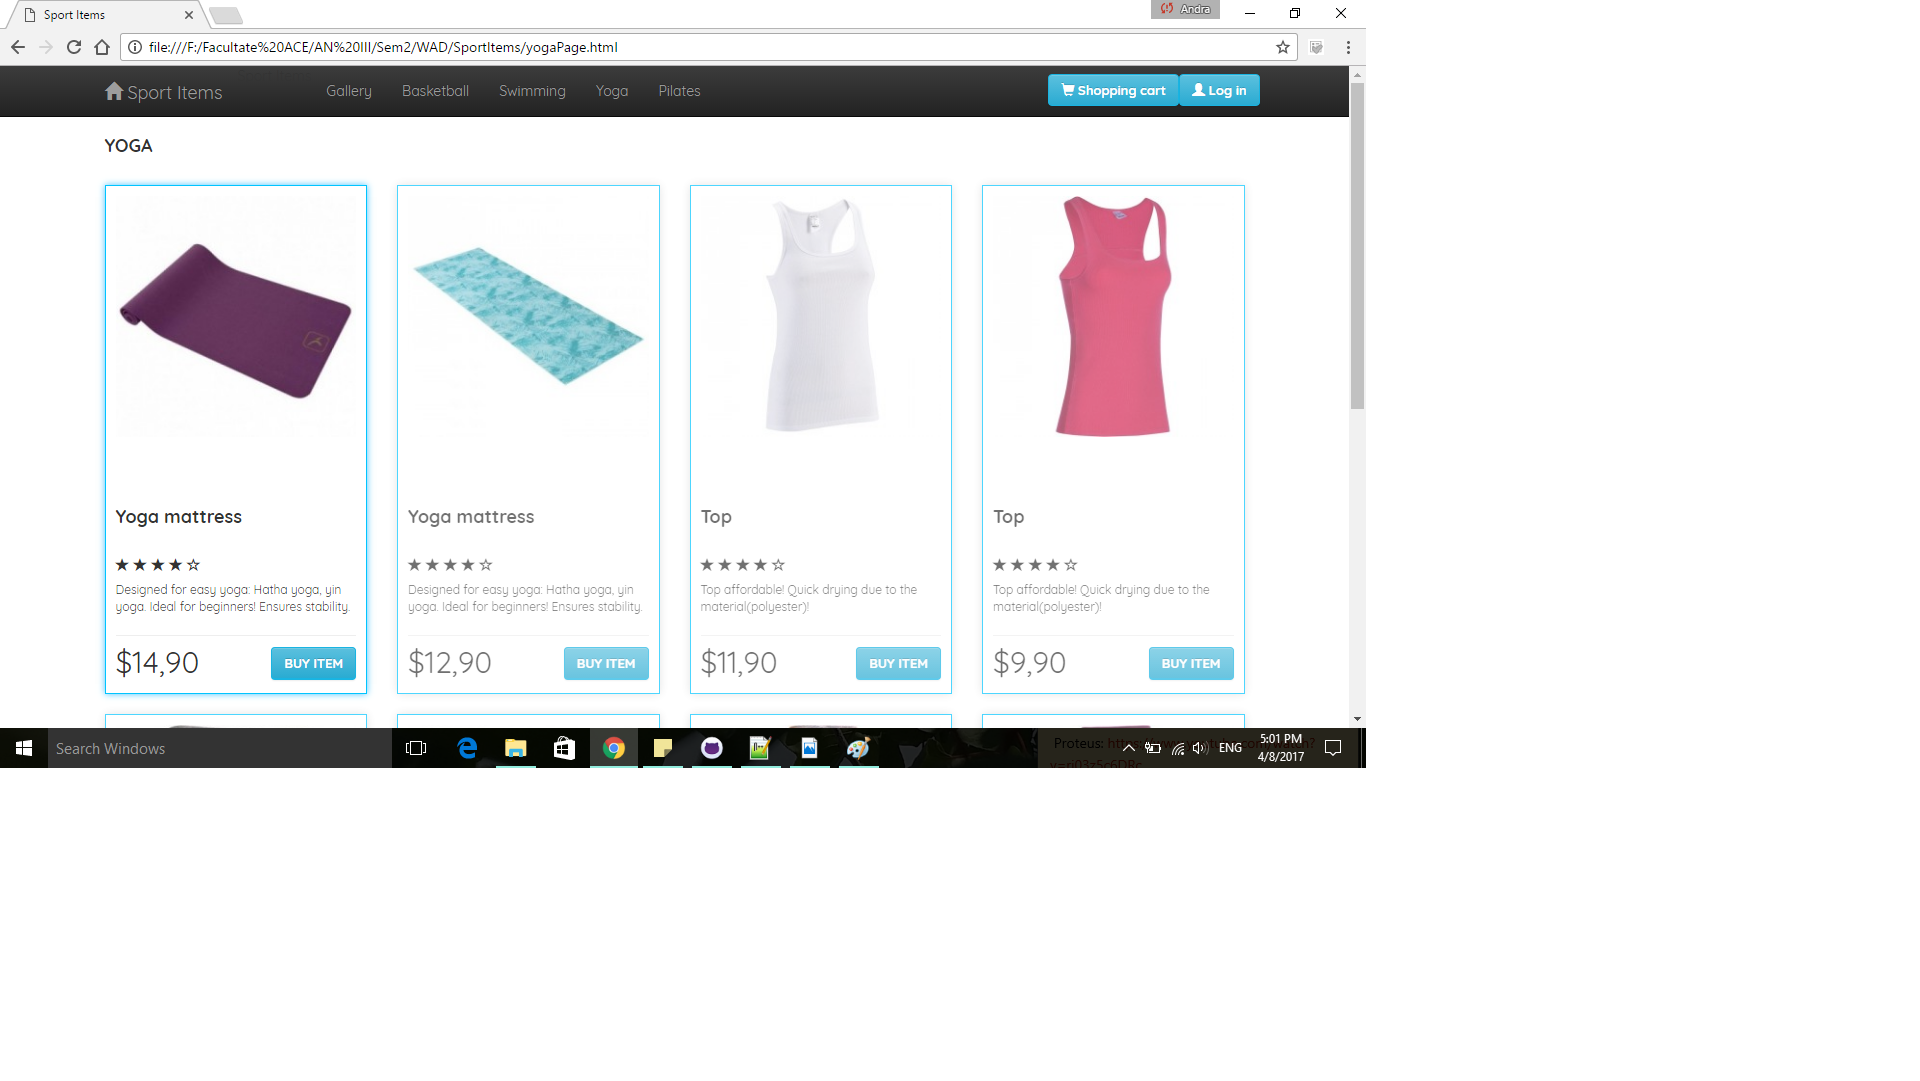 Sport Items
Andra
file:///F:/Facultate%20ACE/AN%20III/Sem2/WAD/SportItems/yogaPage.html
Sport Items Gallery Basketball Swimming Yoga Pilates Shopping cart Log in
YOGA
Yoga mattress
★★★★☆
Designed for easy yoga: Hatha yoga, yin
yoga. Ideal for beginners! Ensures stability.
$14,90 BUY ITEM
Yoga mattress
★★★★☆
Designed for easy yoga: Hatha yoga, yin
yoga. Ideal for beginners! Ensures stability.
$12,90 BUY ITEM
Top
★★★★☆
Top affordable! Quick drying due to the
material(polyester)!
$11,90 BUY ITEM
Top
★★★★☆
Top affordable! Quick drying due to the
material(polyester)!
$9,90 BUY ITEM
Search Windows
Proteus:
ENG
5:01 PM
4/8/2017